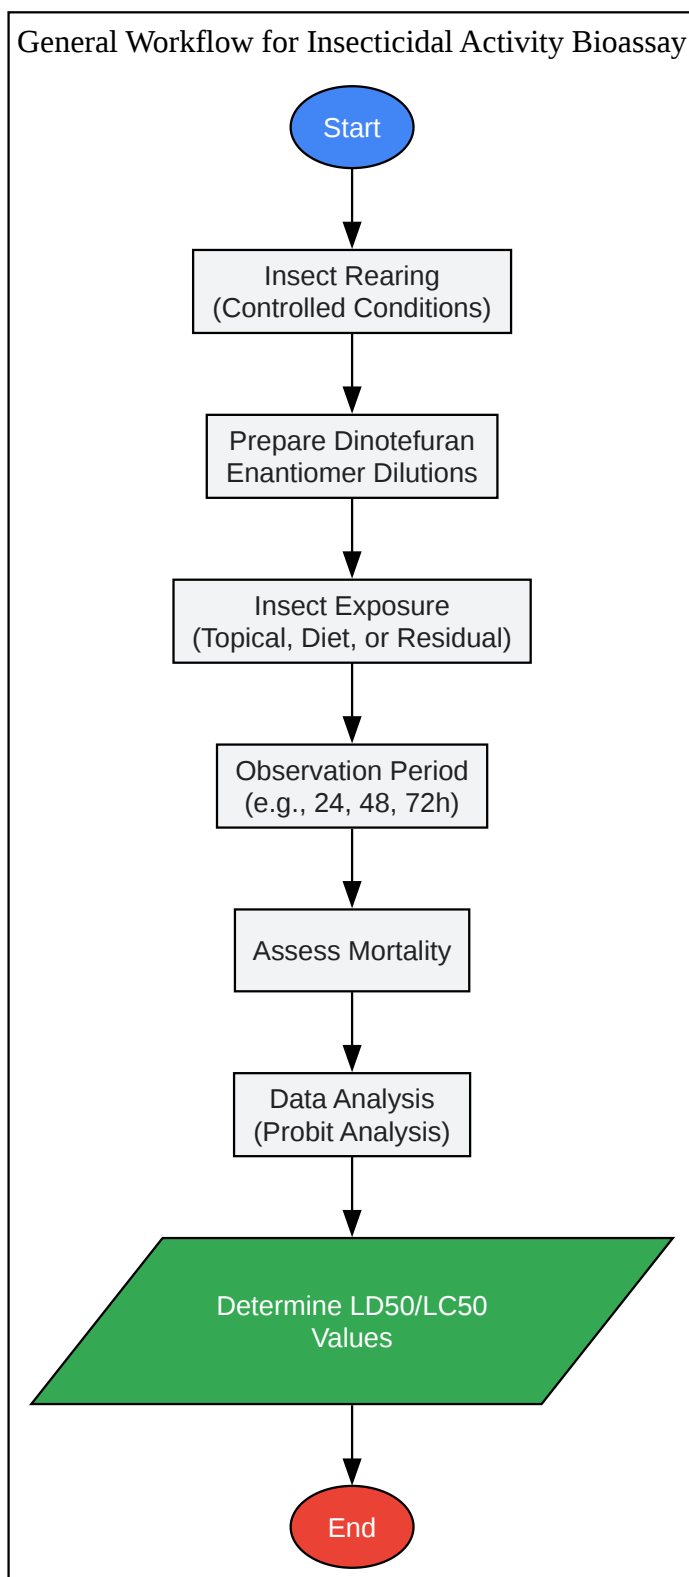 General Workflow for Insecticidal Activity Bioassay
Start
Insect Rearing
(Controlled Conditions)
Prepare Dinotefuran
Enantiomer Dilutions
Insect Exposure
(Topical, Diet, or Residual)
Observation Period
(e.g., 24, 48, 72h)
Assess Mortality
Data Analysis
(Probit Analysis)
Determine LD50/LC50
Values
End